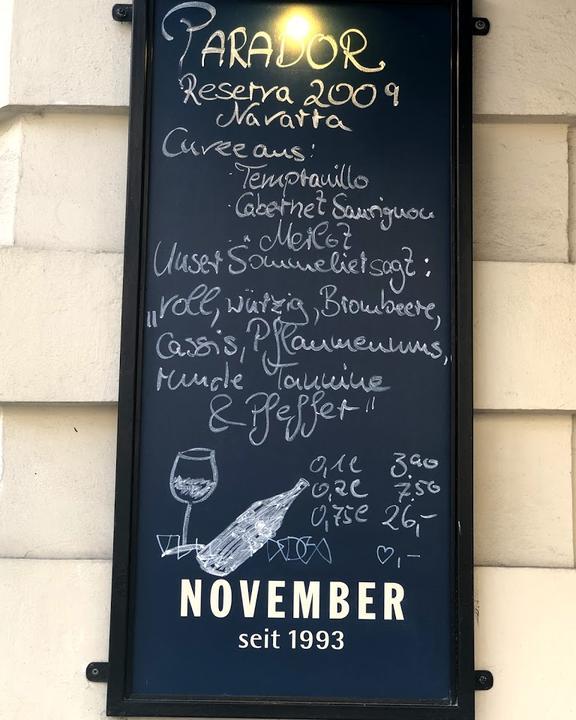 PARADOR
Reserva 2009
Navarra
Cuvee aus:
· Tempranillo
· Cabernet Sauvignon
· Merlot
Unser Sommelier sagt:
„voll, würzig, Brombeere,
Cassis, Pflaumenmus,
runde Tannine
& Pfeffer"
0,1l 3,90
0,2l 7,50
0,75l 26,-
♡,-
NOVEMBER
seit 1993